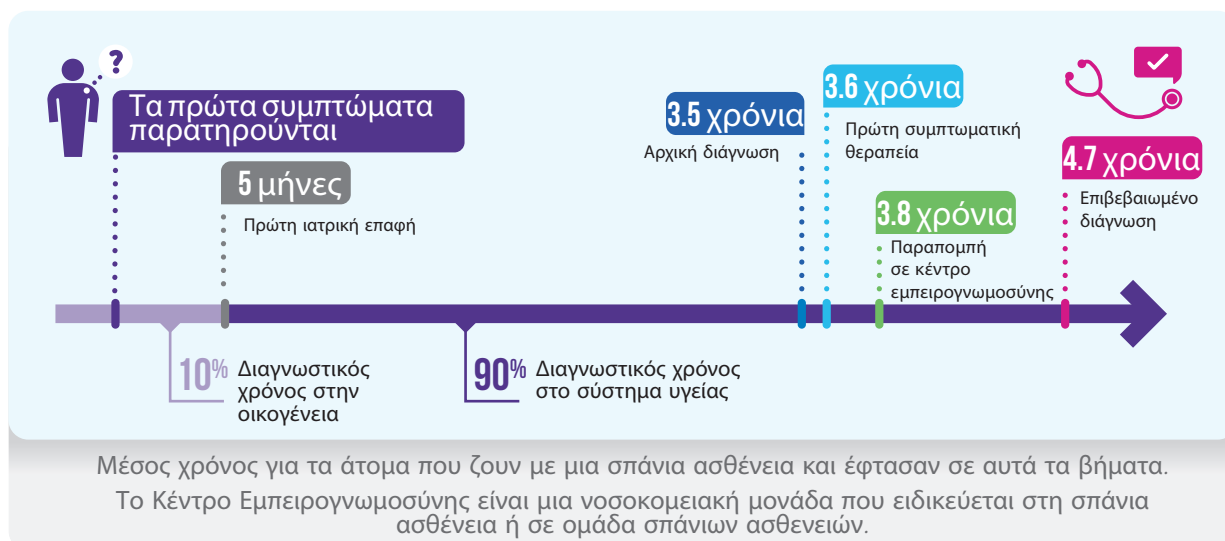 ?
Τα πρώτα συμπτώματα
παρατηρούνται
5 μήνες
Πρώτη ιατρική επαφή
3.5 χρόνια
Αρχική διάγνωση
3.6 χρόνια
Πρώτη συμπτωματική
θεραπεία
3.8 χρόνια
Παραπομπή
σε κέντρο
εμπειρογνωμοσύνης
4.7 χρόνια
Επιβεβαιωμένο
διάγνωση
10% Διαγνωστικός
χρόνος στην
οικογένεια
90% Διαγνωστικός χρόνος
στο σύστημα υγείας
Μέσος χρόνος για τα άτομα που ζουν με μια σπάνια ασθένεια και έφτασαν σε αυτά τα βήματα.
Το Κέντρο Εμπειρογνωμοσύνης είναι μια νοσοκομειακή μονάδα που ειδικεύεται στη σπάνια
ασθένεια ή σε ομάδα σπάνιων ασθενειών.